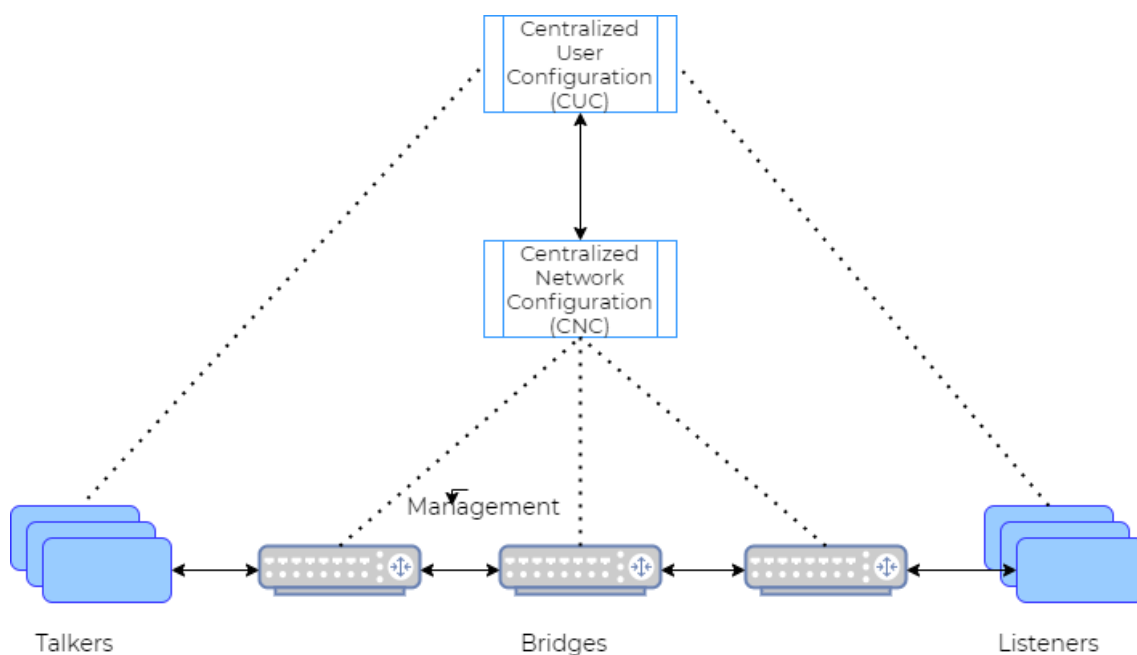 Centralized
User
Configuration
(CUC)
Centralized
Network
Configuration
(CNC)
Management
Talkers
Bridges
Listeners